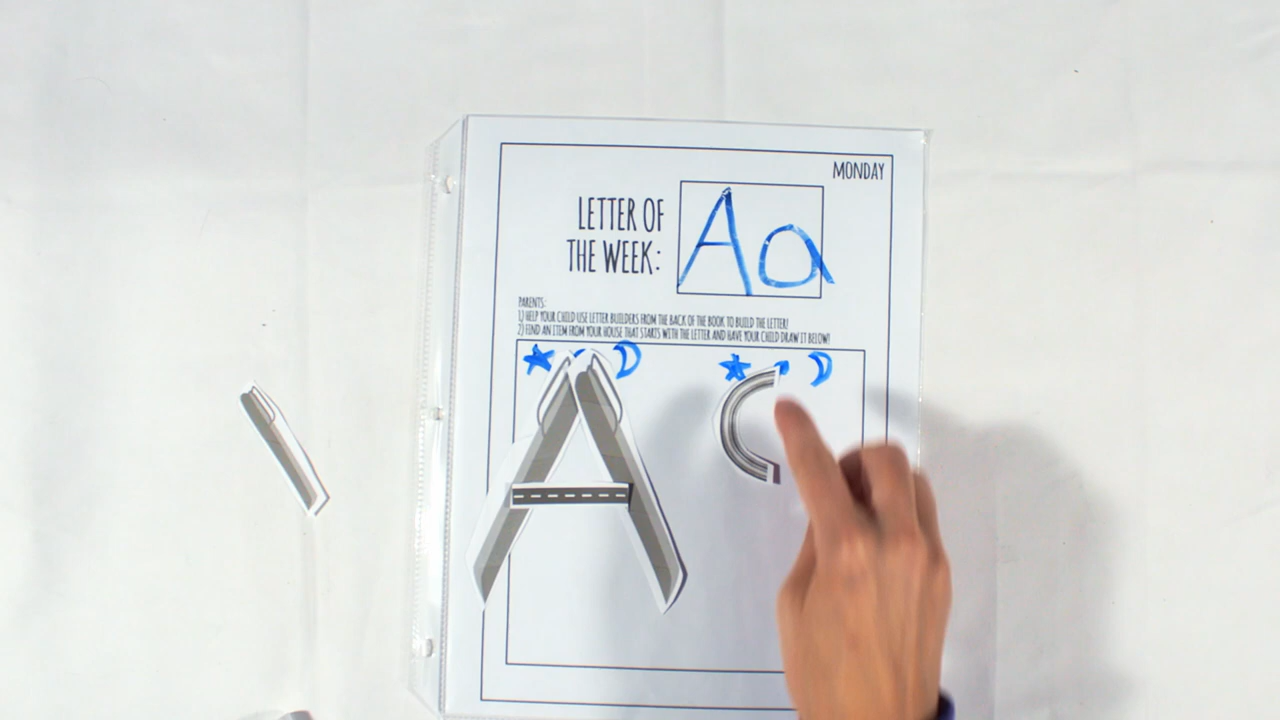 MONDAY
LETTER OF
THE WEEK:
Aa
PARENTS:
1) HELP YOUR CHILD USE LETTER BUILDERS FROM THE BACK OF THE BOOK TO BUILD THE LETTER!
2) FIND AN ITEM FROM YOUR HOUSE THAT STARTS WITH THE LETTER AND HAVE YOUR CHILD DRAW IT BELOW!
A